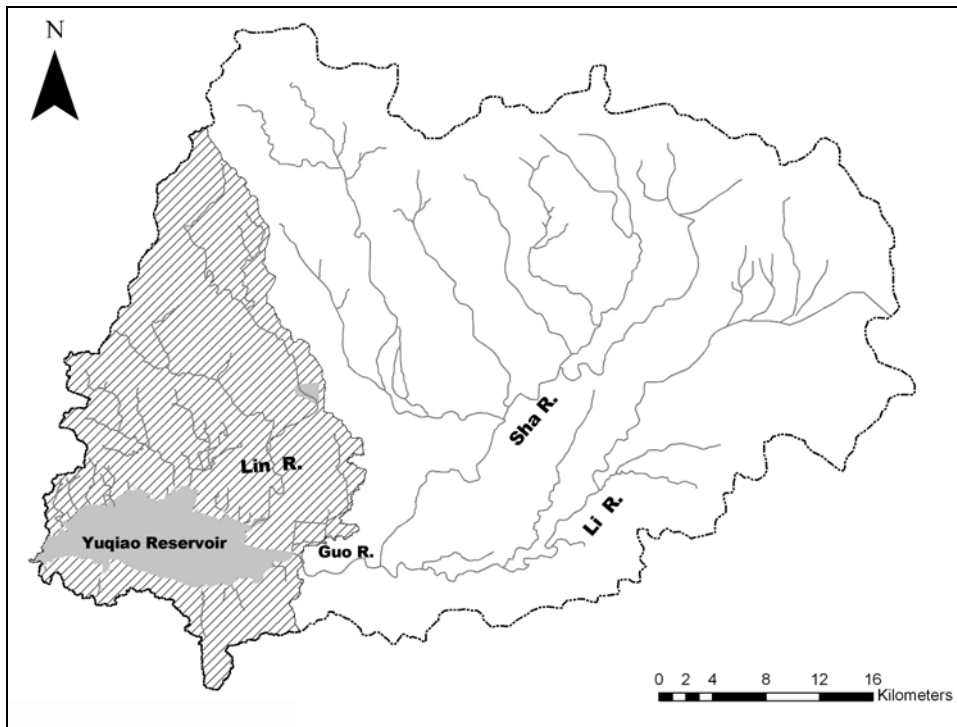 N
Sha R.
Lin R.
Li R.
Yuqiao Reservoir
Guo R.
0 2 4 8 12 16
Kilometers